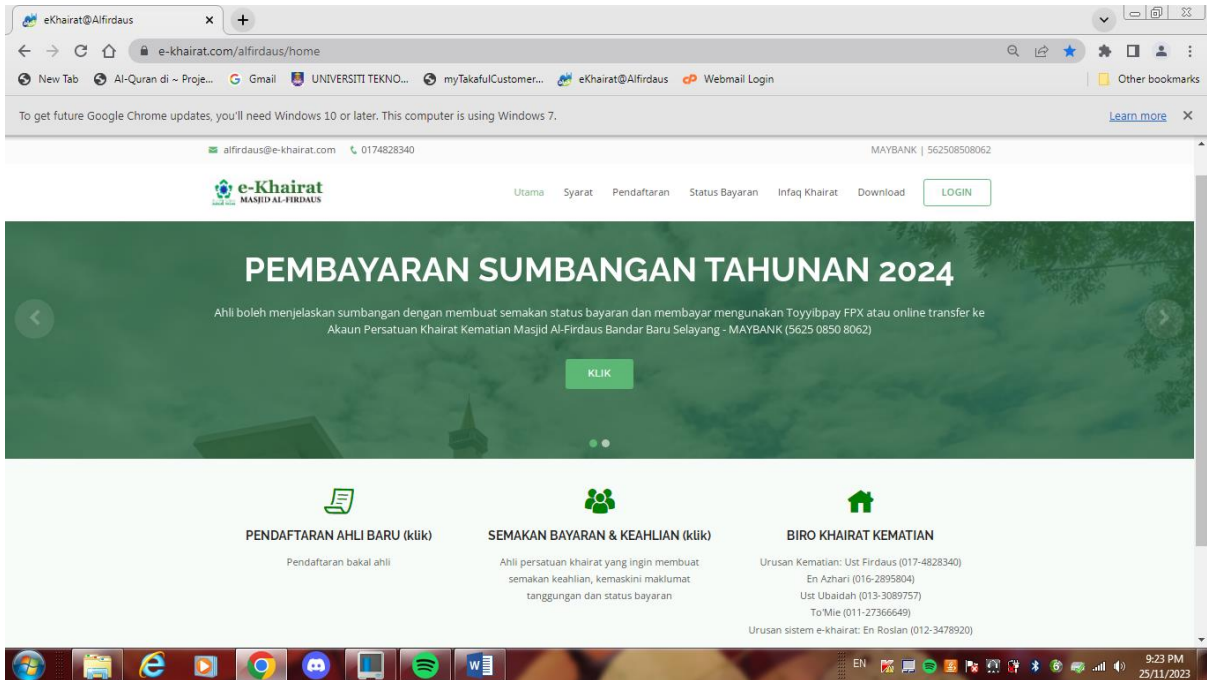 eKhairat@Alfirdaus
e-khairat.com/alfirdaus/home
New Tab Al-Quran di ~ Proje... Gmail UNIVERSITI TEKNO... myTakafulCustomer... eKhairat@Alfirdaus Webmail Login Other bookmarks
To get future Google Chrome updates, you'll need Windows 10 or later. This computer is using Windows 7. Learn more
alfirdaus@e-khairat.com 0174828340 MAYBANK | 562508508062
e-Khairat
MASJID AL-FIRDAUS
Utama Syarat Pendaftaran Status Bayaran Infaq Khairat Download LOGIN
PEMBAYARAN SUMBANGAN TAHUNAN 2024
Ahli boleh menjelaskan sumbangan dengan membuat semakan status bayaran dan membayar mengunakan Toyyibpay FPX atau online transfer ke
Akaun Persatuan Khairat Kematian Masjid Al-Firdaus Bandar Baru Selayang - MAYBANK (5625 0850 8062)
KLIK
PENDAFTARAN AHLI BARU (klik)
Pendaftaran bakal ahli
SEMAKAN BAYARAN & KEAHLIAN (klik)
Ahli persatuan khairat yang ingin membuat
semakan keahlian, kemaskini maklumat
tanggungan dan status bayaran
BIRO KHAIRAT KEMATIAN
Urusan Kematian: Ust Firdaus (017-4828340)
En Azhari (016-2895804)
Ust Ubaidah (013-3089757)
To'Mie (011-27366649)
Urusan sistem e-khairat: En Roslan (012-3478920)
EN
9:23 PM
25/11/2023